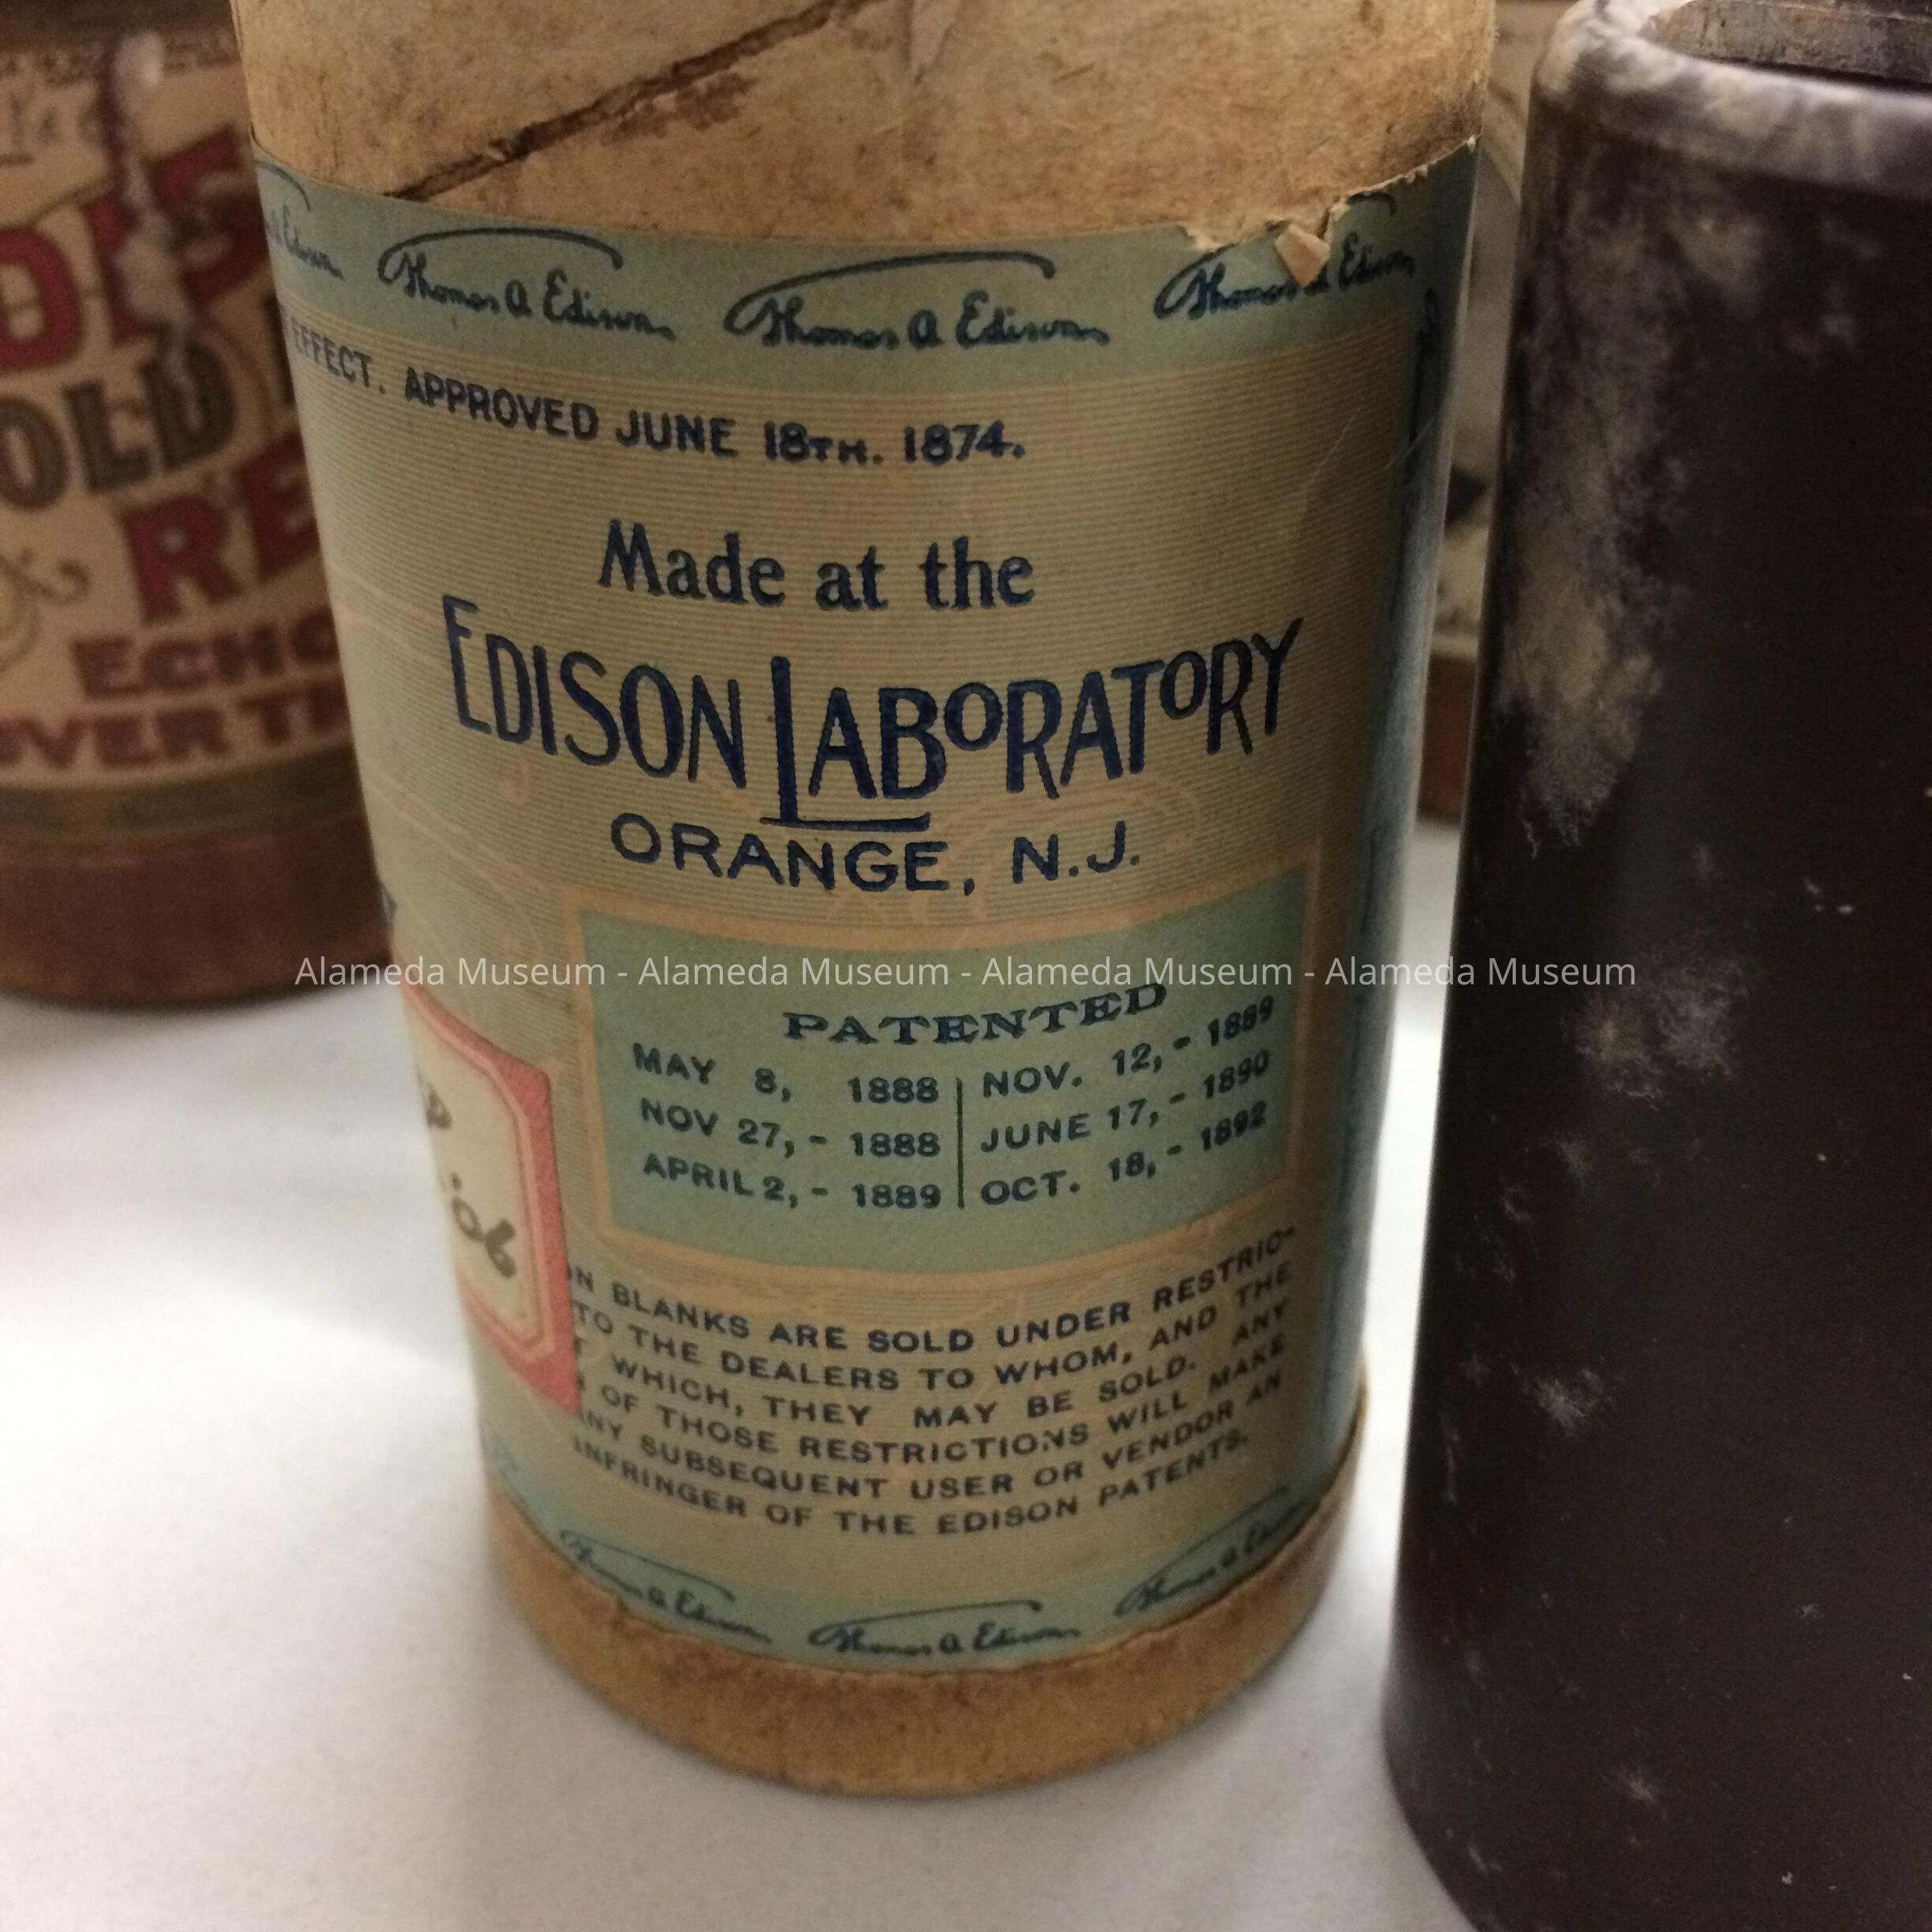 Thomas A Edison Thomas A Edison Thomas A Edison
EFFECT. APPROVED JUNE 18TH. 1874.
Made at the
EDISON LABORATORY
ORANGE, N.J.
Alameda Museum - Alameda Museum - Alameda Museum - Alameda Museum
PATENTED
MAY 8, 1888 NOV. 12, - 1889
NOV 27, - 1888 JUNE 17, - 1890
APRIL 2, - 1889 OCT. 18, - 1892
BLANKS ARE SOLD UNDER RESTRIC-
TO THE DEALERS TO WHOM, AND THE
WHICH, THEY MAY BE SOLD. ANY
OF THOSE RESTRICTIONS WILL MAKE
SUBSEQUENT USER OR VENDOR AN
INFRINGER OF THE EDISON PATENTS.
Thomas A Edison Thomas A Edison Thomas A Edison
.06
OLD
RE
ECHO